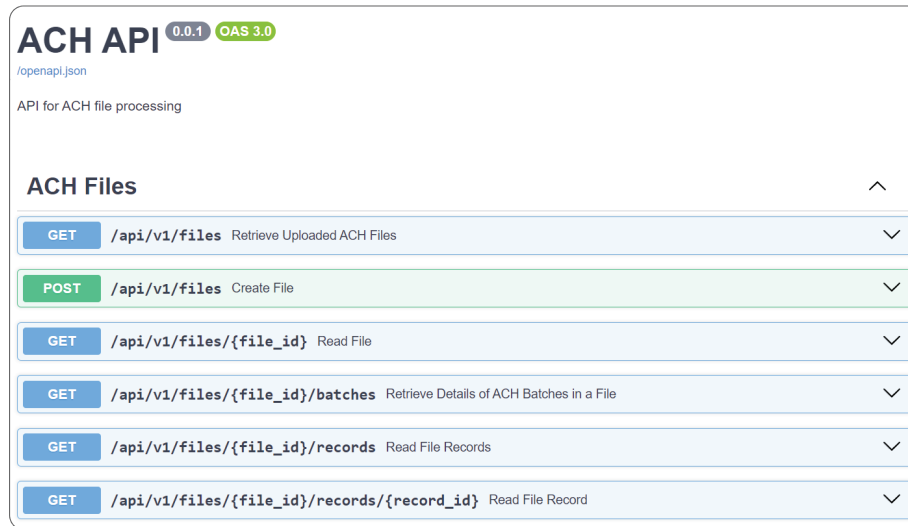 ACH API 0.0.1 OAS 3.0
/openapi.json
API for ACH file processing
ACH Files
GET /api/v1/files Retrieve Uploaded ACH Files
POST /api/v1/files Create File
GET /api/v1/files/{file_id} Read File
GET /api/v1/files/{file_id}/batches Retrieve Details of ACH Batches in a File
GET /api/v1/files/{file_id}/records Read File Records
GET /api/v1/files/{file_id}/records/{record_id} Read File Record